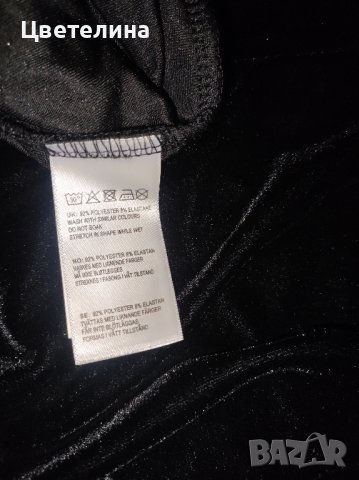 Цветелина
30°
UK: 92% POLYESTER 8% ELASTANE
WASH WITH SIMILAR COLOURS
DO NOT SOAK
STRETCH IN SHAPE WHILE WET
NO: 92% POLYESTER 8% ELASTAN
VASKES MED LIGNENDE FARGER
MÅ IKKE BLØTLEGGES
STREKKES I FASONG I VÅT TILSTAND
SE: 92% POLYESTER 8% ELASTAN
TVÄTTAS MED LIKNANDE FÄRGER
FÅR INTE BLÖTLÄGGAS
FORMAS I VÅTT TILLSTÅND
BAZAR